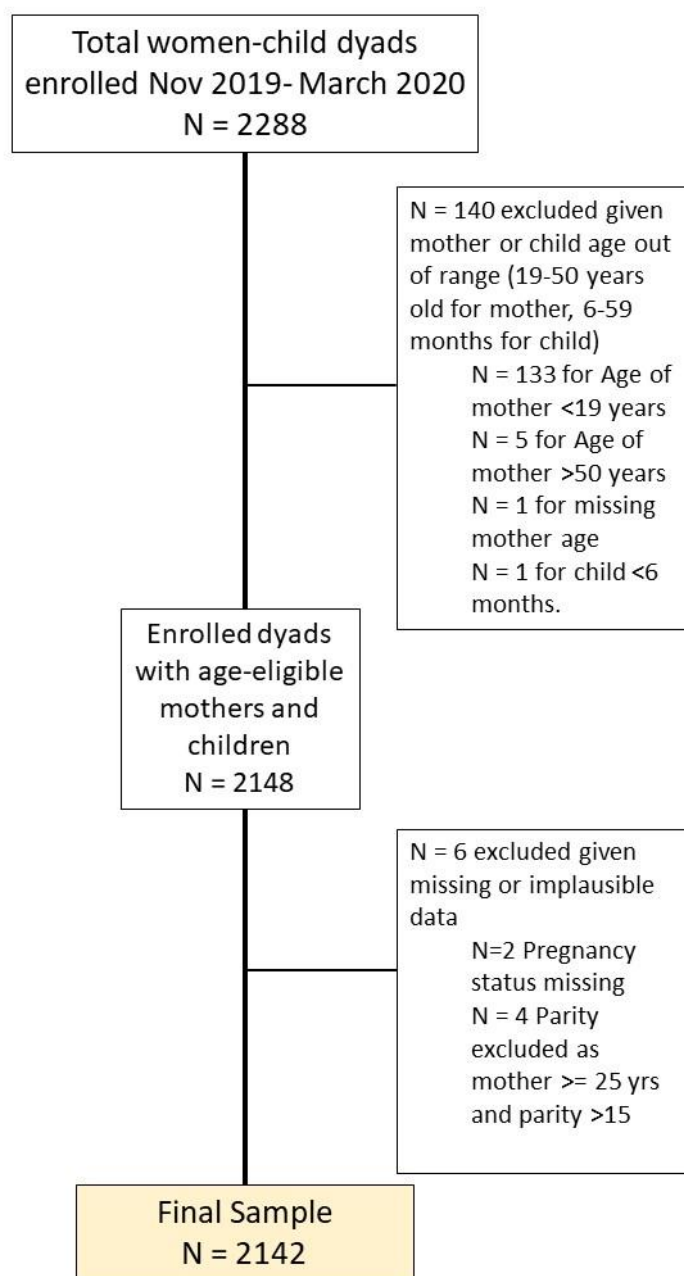 Total women-child dyads
enrolled Nov 2019- March 2020
N = 2288
N = 140 excluded given
mother or child age out
of range (19-50 years
old for mother, 6-59
months for child)
N = 133 for Age of
mother <19 years
N = 5 for Age of
mother >50 years
N = 1 for missing
mother age
N = 1 for child <6
months.
Enrolled dyads
with age-eligible
mothers and
children
N = 2148
N = 6 excluded given
missing or implausible
data
N=2 Pregnancy
status missing
N = 4 Parity
excluded as
mother >= 25 yrs
and parity >15
Final Sample
N = 2142